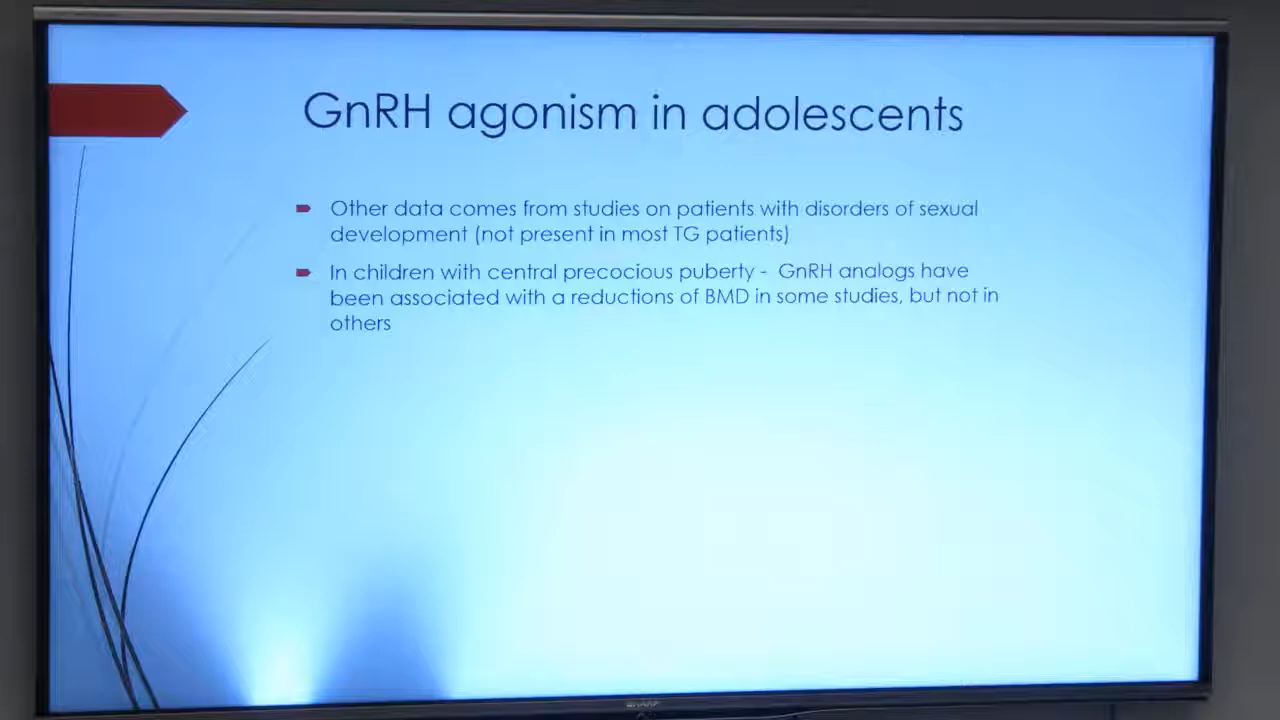 GnRH agonism in adolescents
Other data comes from studies on patients with disorders of sexual
development (not present in most TG patients)
In children with central precocious puberty - GnRH analogs have
been associated with a reductions of BMD in some studies, but not in
others
SHARP